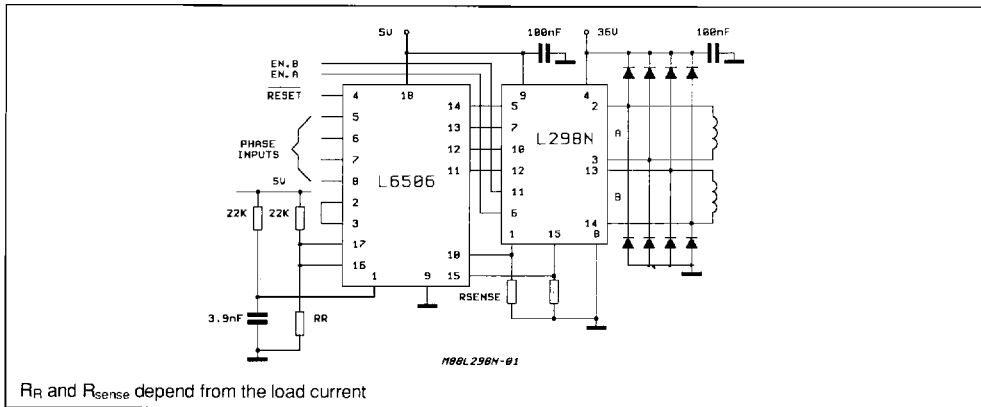 5V
100nF
36V
100nF
EN.B
EN.A
RESET
4
18
9
4
5
14
5
2
6
13
7
L298N
A
PHASE
INPUTS
7
12
10
3
8
L6506
11
12
13
5V
2
11
B
22K
22K
3
6
14
17
1
15
8
16
10
1
9
15
RSENSE
3.9nF
RR
M88L298N-01
RR and Rsense depend from the load current